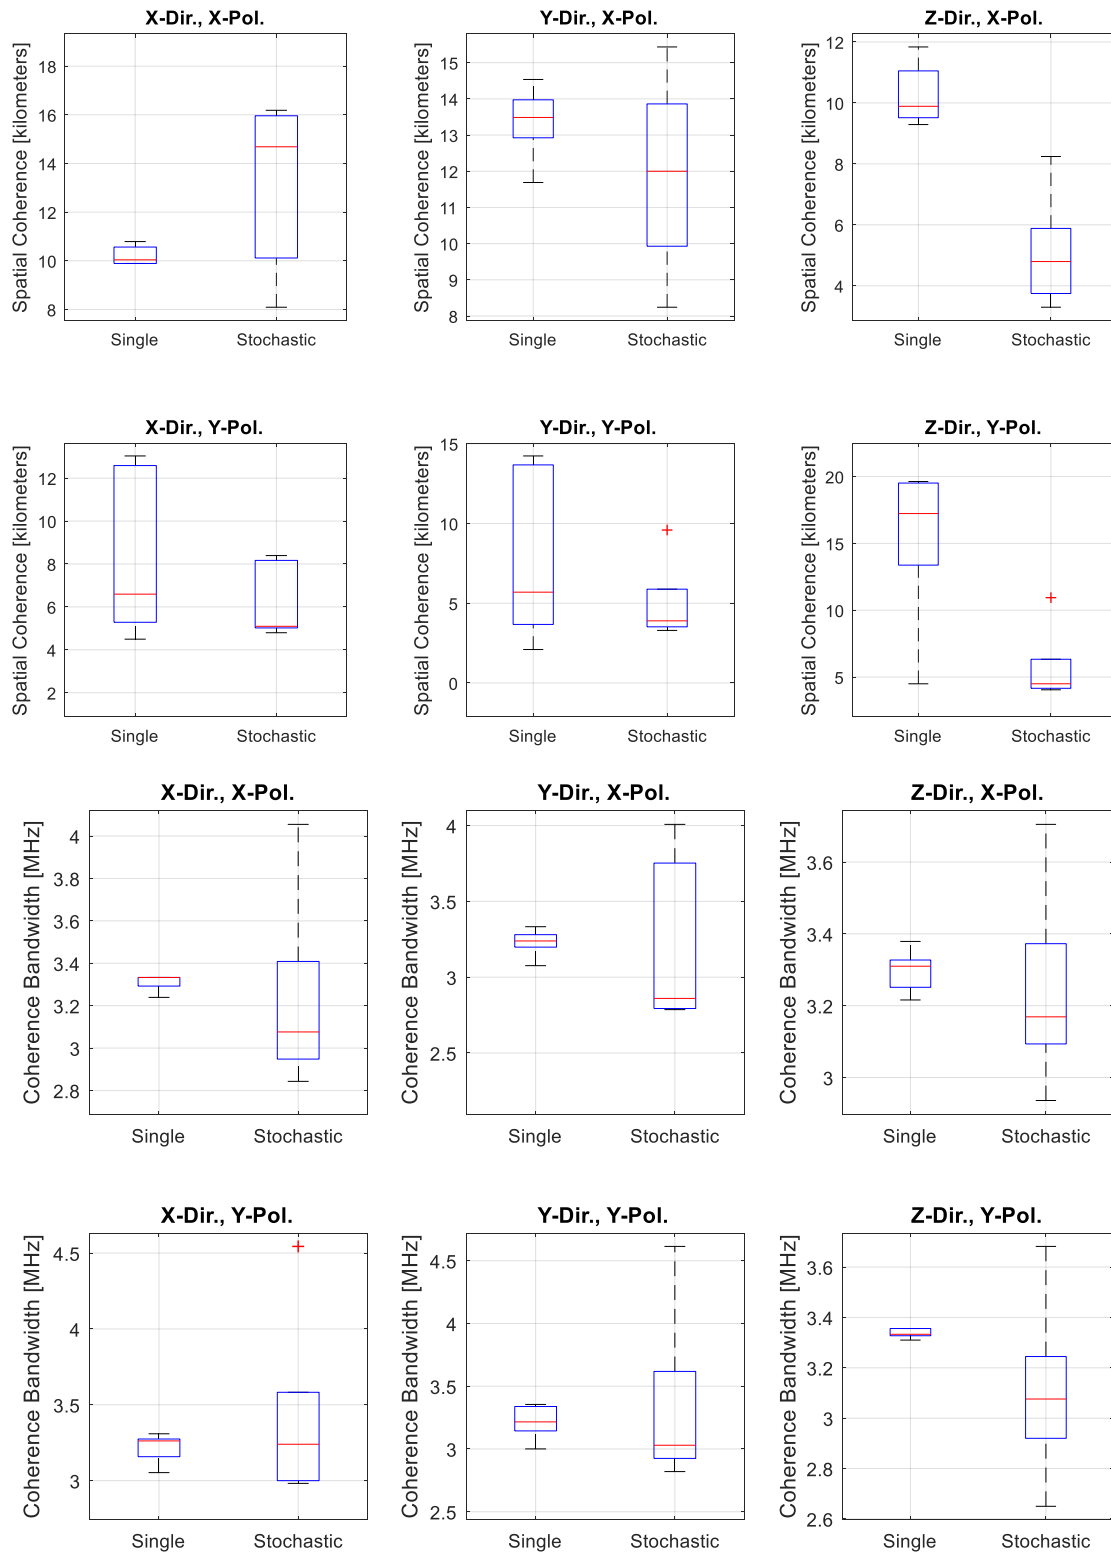 X-Dir., X-Pol.
Spatial Coherence [kilometers]
18
16
14
12
10
8
Single
Stochastic
Y-Dir, X-Pol.
Spatial Coherence [kilometers]
15
14
13
12
11
10
9
8
Single
Stochastic
Z-Dir, X-Pol.
Spatial Coherence [kilometers]
12
10
8
6
4
Single
Stochastic
X-Dir., Y-Pol.
Spatial Coherence [kilometers]
12
10
8
6
4
2
Single
Stochastic
Y-Dir, Y-Pol.
Spatial Coherence [kilometers]
15
10
5
0
Single
Stochastic
Z-Dir, Y-Pol.
Spatial Coherence [kilometers]
20
15
10
5
Single
Stochastic
X-Dir., X-Pol.
Coherence Bandwidth [MHz]
4
3.8
3.6
3.4
3.2
3
2.8
Single
Stochastic
Y-Dir, X-Pol.
Coherence Bandwidth [MHz]
4
3.5
3
2.5
Single
Stochastic
Z-Dir, X-Pol.
Coherence Bandwidth [MHz]
3.6
3.4
3.2
3
Single
Stochastic
X-Dir., Y-Pol.
Coherence Bandwidth [MHz]
4.5
4
3.5
3
Single
Stochastic
Y-Dir, Y-Pol.
Coherence Bandwidth [MHz]
4.5
4
3.5
3
2.5
Single
Stochastic
Z-Dir, Y-Pol.
Coherence Bandwidth [MHz]
3.6
3.4
3.2
3
2.8
2.6
Single
Stochastic